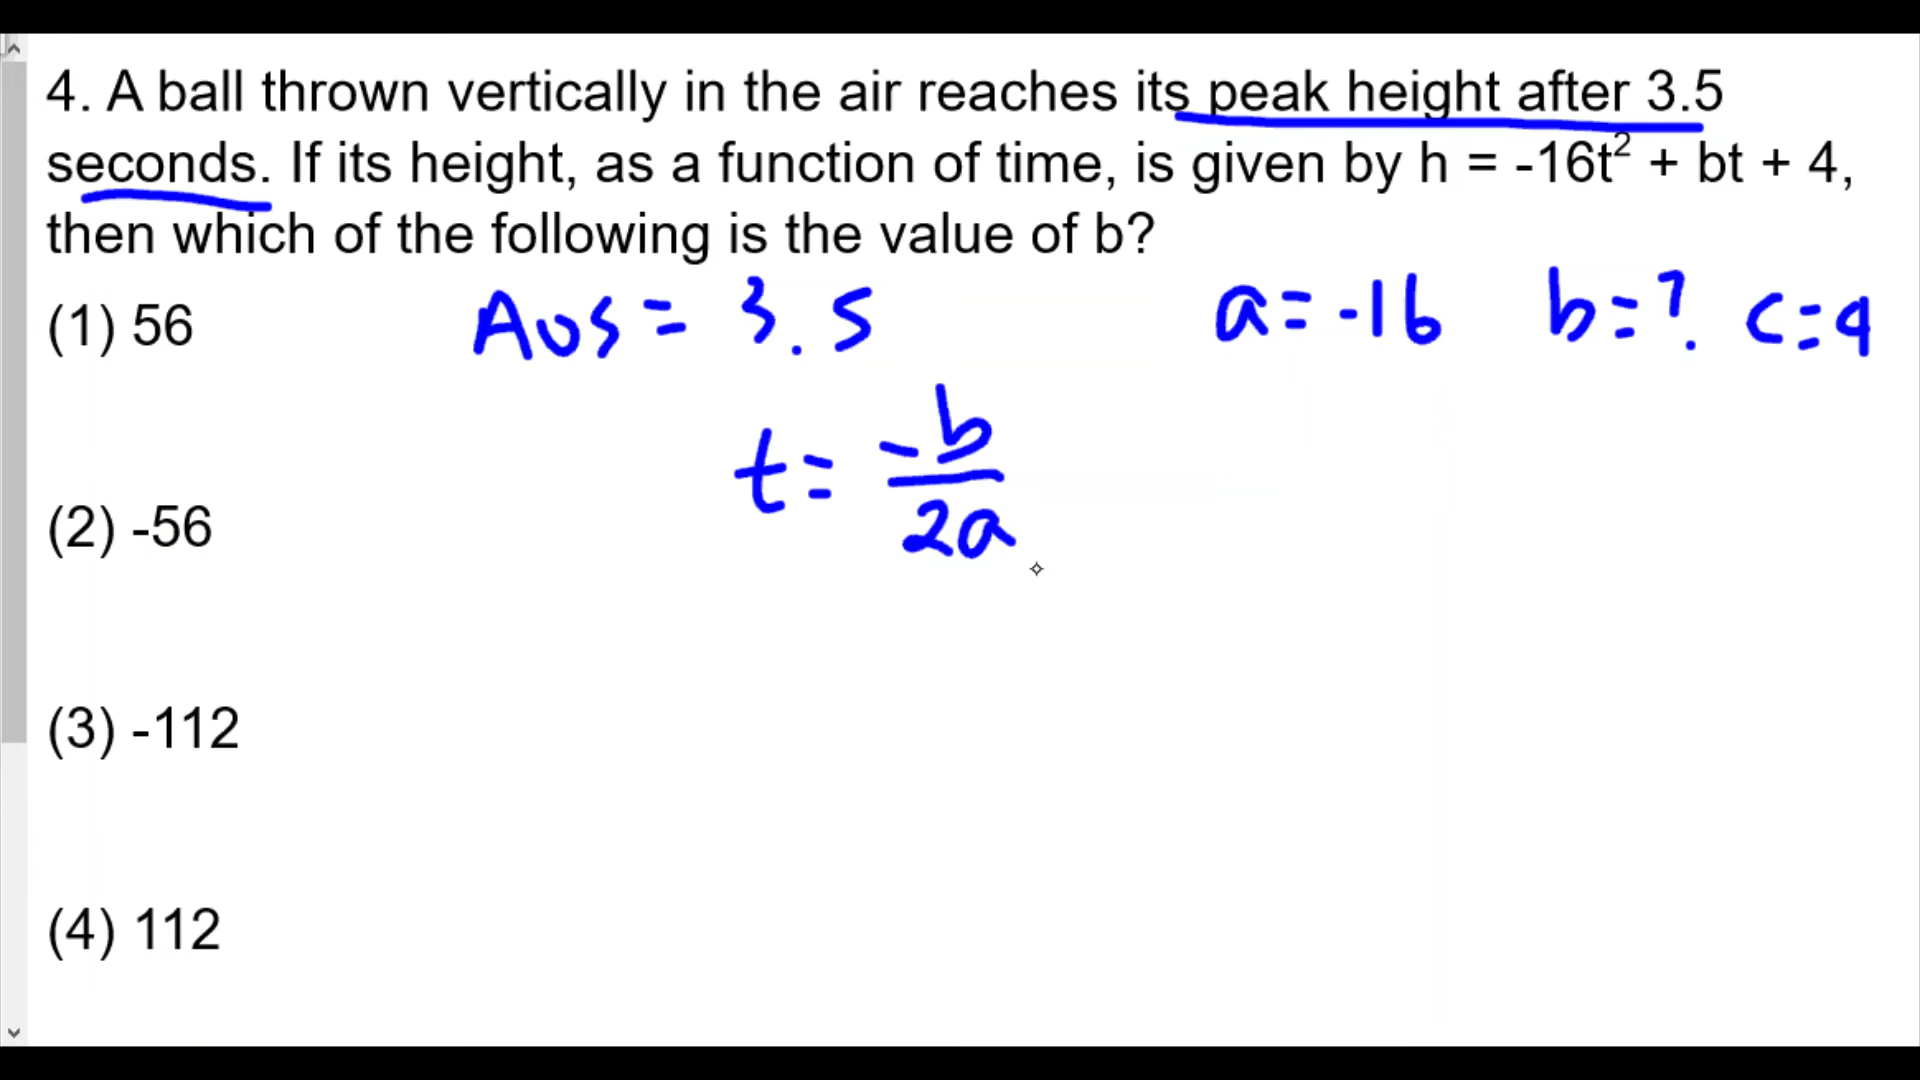 4. A ball thrown vertically in the air reaches its peak height after 3.5
seconds. If its height, as a function of time, is given by h = -16t² + bt + 4,
then which of the following is the value of b?
(1) 56
AOS = 3.5
a = -16 b = ? c = 4
t = -b/2a
(2) -56
(3) -112
(4) 112